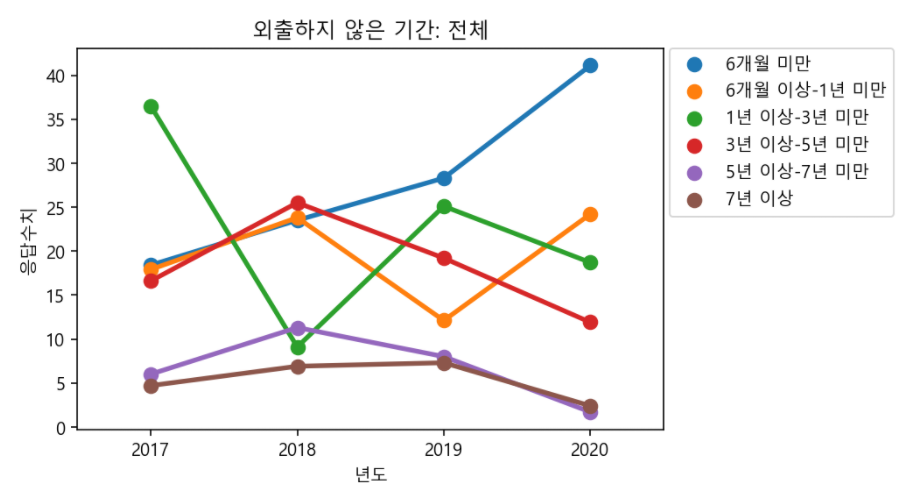 외출하지 않은 기간: 전체
응답수치
40
35
30
25
20
15
10
5
0
2017 2018 2019 2020
년도
6개월 미만
6개월 이상-1년 미만
1년 이상-3년 미만
3년 이상-5년 미만
5년 이상-7년 미만
7년 이상